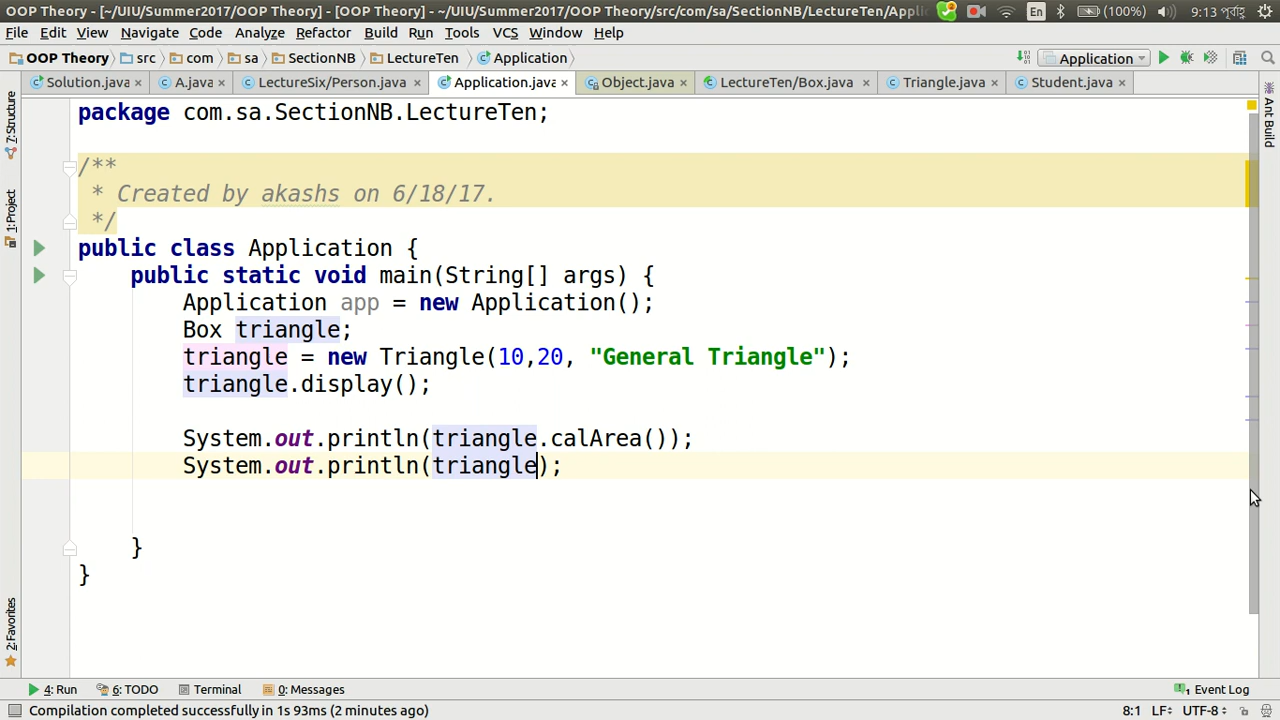 OOP Theory - [~/UIU/Summer2017/OOP Theory] - [OOP Theory] - ~/UIU/Summer2017/OOP Theory/src/com/sa/SectionNB/LectureTen/Appli
En (100%) 9:13 পূর্বাহ্ণ
File Edit View Navigate Code Analyze Refactor Build Run Tools VCS Window Help
OOP Theory src com sa SectionNB LectureTen Application Application
Solution.java A.java LectureSix/Person.java Application.java Object.java LectureTen/Box.java Triangle.java Student.java
7: Structure
1: Project
2: Favorites
Ant Build
package com.sa.SectionNB.LectureTen;
/**
* Created by akashs on 6/18/17.
*/
public class Application {
public static void main(String[] args) {
Application app = new Application();
Box triangle;
triangle = new Triangle(10,20, "General Triangle");
triangle.display();
System.out.println(triangle.calArea());
System.out.println(triangle);
}
}
4: Run 6: TODO Terminal 0: Messages 1 Event Log
Compilation completed successfully in 1s 93ms (2 minutes ago) 8:1 LF÷ UTF-8÷